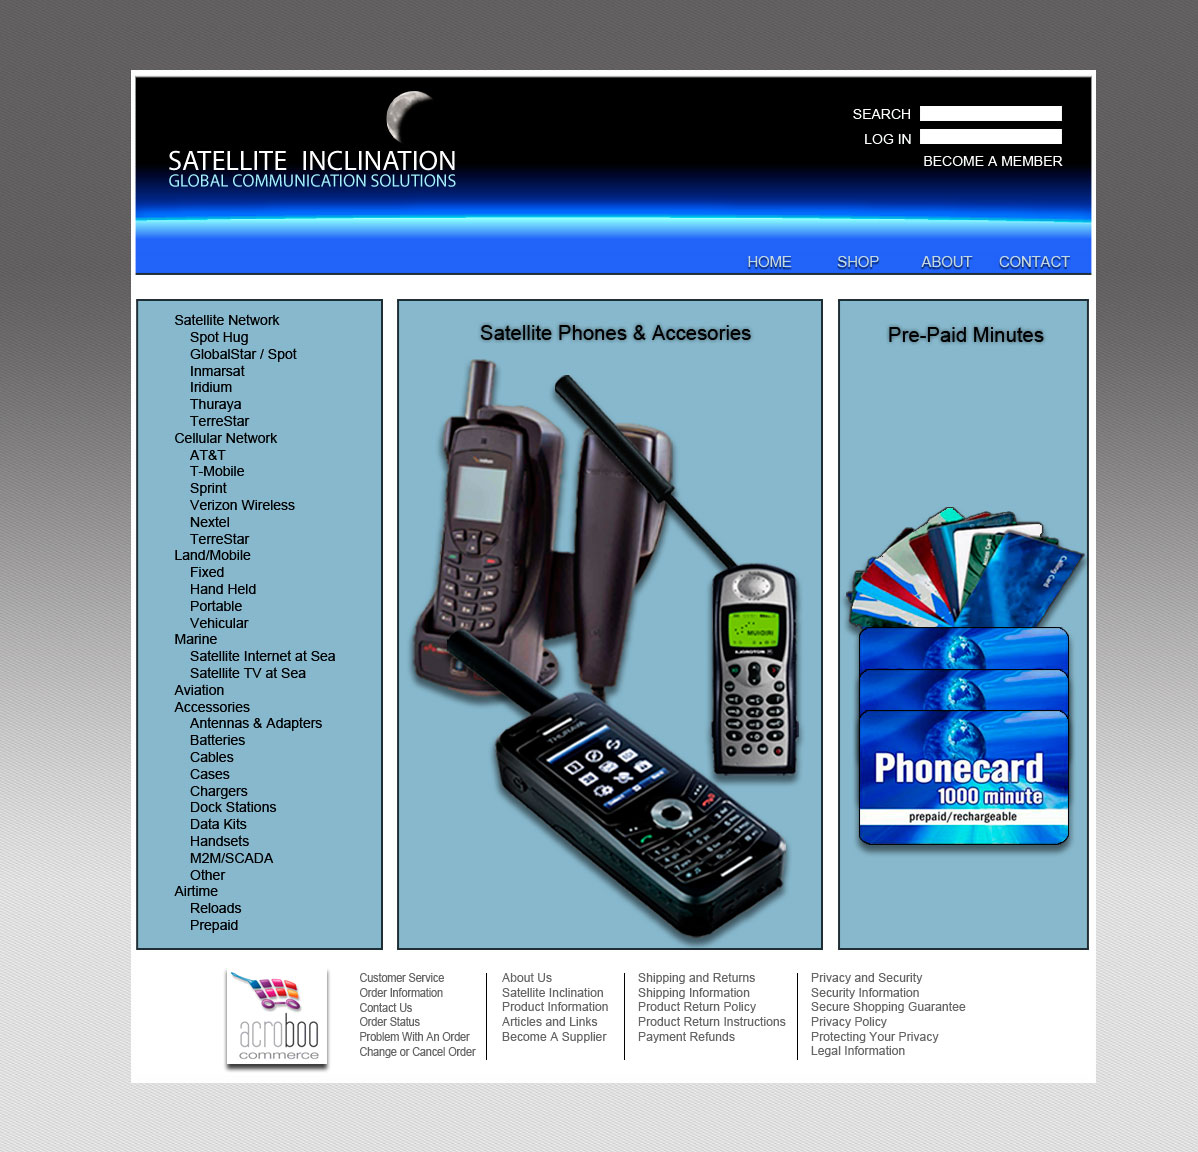 SATELLITE INCLINATION
GLOBAL COMMUNICATION SOLUTIONS
SEARCH
LOG IN
BECOME A MEMBER
HOME SHOP ABOUT CONTACT
Satellite Network
Spot Hug
GlobalStar / Spot
Inmarsat
Iridium
Thuraya
TerreStar
Cellular Network
AT&T
T-Mobile
Sprint
Verizon Wireless
Nextel
TerreStar
Land/Mobile
Fixed
Hand Held
Portable
Vehicular
Marine
Satellite Internet at Sea
Satellite TV at Sea
Aviation
Accessories
Antennas & Adapters
Batteries
Cables
Cases
Chargers
Dock Stations
Data Kits
Handsets
M2M/SCADA
Other
Airtime
Reloads
Prepaid
Satellite Phones & Accesories
THURAYA
Pre-Paid Minutes
Calling Card
Phonecard
1000 minute
prepaid/rechargeable
acroboo
commerce
Customer Service
Order Information
Contact Us
Order Status
Problem With An Order
Change or Cancel Order
About Us
Satellite Inclination
Product Information
Articles and Links
Become A Supplier
Shipping and Returns
Shipping Information
Product Return Policy
Product Return Instructions
Payment Refunds
Privacy and Security
Security Information
Secure Shopping Guarantee
Privacy Policy
Protecting Your Privacy
Legal Information